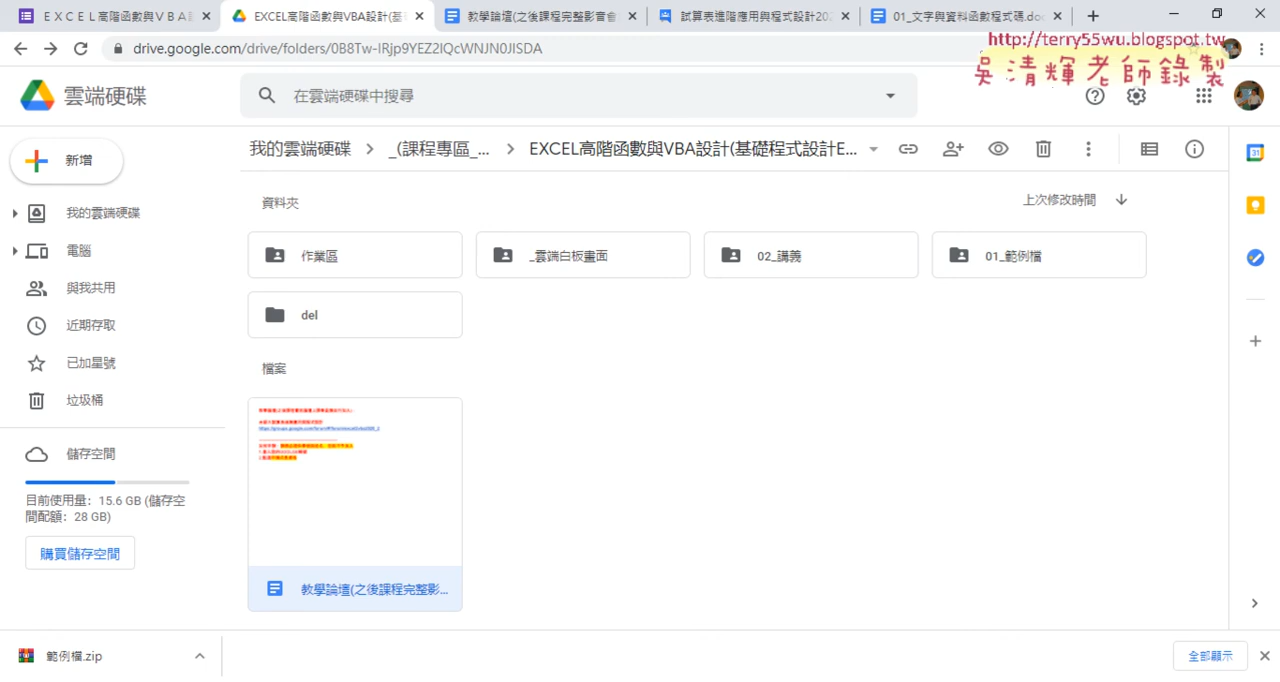 ＥＸＣＥＬ高階函數與ＶＢＡ
EXCEL高階函數與VBA設計(基
教學論壇(之後課程完整影音會
試算表進階應用與程式設計202
01_文字與資料函數程式碼.do
drive.google.com/drive/folders/0B8Tw-IRjp9YEZ2lQcWNJN0JISDA
http://terry55wu.blogspot.tw
吳清輝老師錄製
雲端硬碟
在雲端硬碟中搜尋
新增
我的雲端硬碟
_(課程專區_...
EXCEL高階函數與VBA設計(基礎程式設計E...
31
我的雲端硬碟
電腦
與我共用
近期存取
已加星號
垃圾桶
儲存空間
目前使用量：15.6 GB (儲存空
間配額：28 GB)
購買儲存空間
資料夾
上次修改時間
作業區
_雲端白板畫面
02_講義
01_範例檔
del
檔案
教學論壇(之後課程完整影...
範例檔.zip
全部顯示